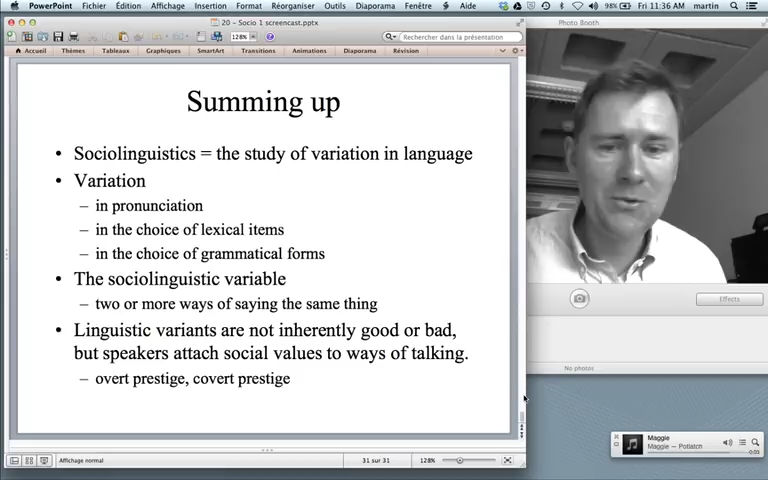 PowerPoint Fichier Édition Affichage Insertion Format Réorganiser Outils Diaporama Fenêtre Aide 98% Fri 11:36 AM martin
20 – Socio 1 screencast.pptx
128%
Rechercher dans la présentation
Accueil Thèmes Tableaux Graphiques SmartArt Transitions Animations Diaporama Révision
Summing up
• Sociolinguistics = the study of variation in language
• Variation
– in pronunciation
– in the choice of lexical items
– in the choice of grammatical forms
• The sociolinguistic variable
– two or more ways of saying the same thing
• Linguistic variants are not inherently good or bad,
but speakers attach social values to ways of talking.
– overt prestige, covert prestige
Affichage normal 31 sur 31 128%
Photo Booth
Effects
No photos
Maggie
Maggie — Potlatch
-0:03